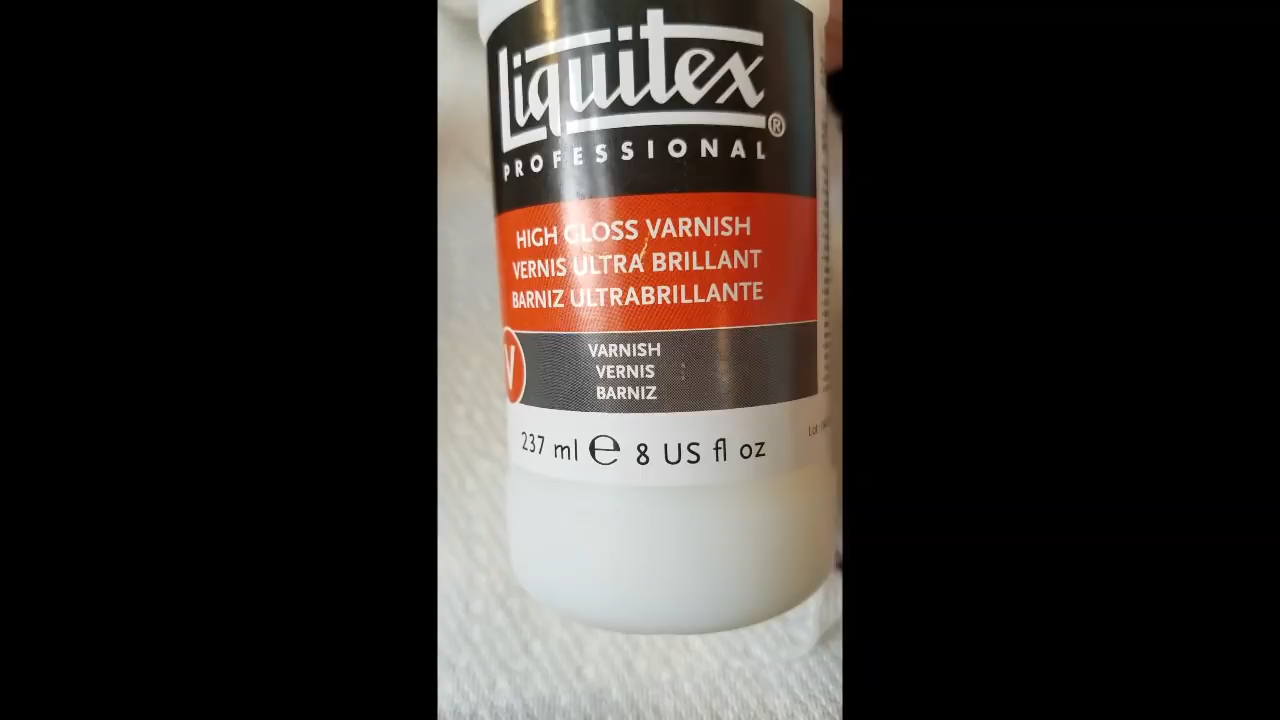 Liquitex®
PROFESSIONAL
HIGH GLOSS VARNISH
VERNIS ULTRA BRILLANT
BARNIZ ULTRABRILLANTE
V
VARNISH
VERNIS
BARNIZ
237 ml ℮ 8 US fl oz